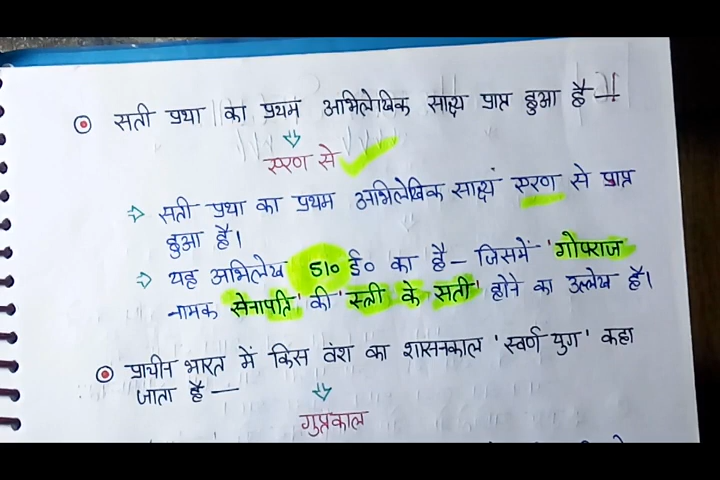 सती प्रथा का प्रथम अभिलेखिक साक्ष्य प्राप्त हुआ है —
एरण से
सती प्रथा का प्रथम अभिलेखिक साक्ष्य एरण से प्राप्त
हुआ है।
यह अभिलेख 510 ई० का है – जिसमें 'गोपराज'
नामक सेनापति की 'स्त्री के सती' होने का उल्लेख है।
प्राचीन भारत में किस वंश का शासनकाल 'स्वर्ण युग' कहा
जाता है —
गुप्तकाल